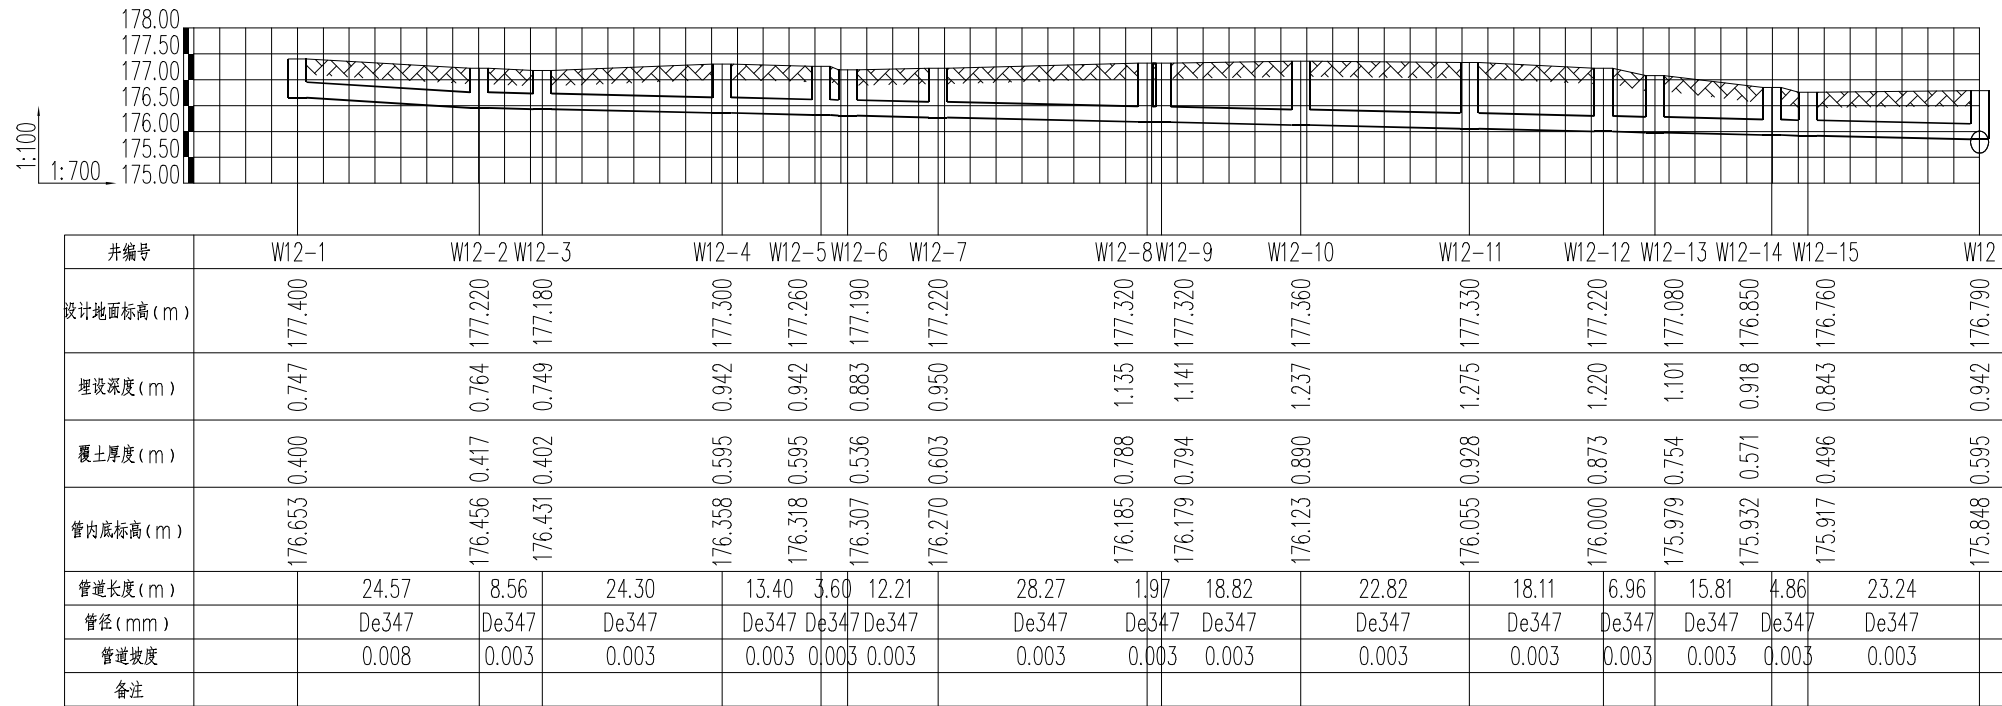 178.00
177.50
177.00
176.50
176.00
175.50
175.00
1:100
1:700
井编号 W12-1 W12-2 W12-3 W12-4 W12-5 W12-6 W12-7 W12-8 W12-9 W12-10 W12-11 W12-12 W12-13 W12-14 W12-15 W12
设计地面标高(m) 177.400 177.220 177.180 177.300 177.260 177.190 177.220 177.320 177.320 177.360 177.330 177.220 177.080 176.850 176.760 176.790
埋设深度(m) 0.747 0.764 0.749 0.942 0.942 0.883 0.950 1.135 1.141 1.237 1.275 1.220 1.101 0.918 0.843 0.942
覆土厚度(m) 0.400 0.417 0.402 0.595 0.595 0.536 0.603 0.788 0.794 0.890 0.928 0.873 0.754 0.571 0.496 0.595
管内底标高(m) 176.653 176.456 176.431 176.358 176.318 176.307 176.270 176.185 176.179 176.123 176.055 176.000 175.979 175.932 175.917 175.848
管道长度(m) 24.57 8.56 24.30 13.40 3.60 12.21 28.27 1.97 18.82 22.82 18.11 6.96 15.81 4.86 23.24
管径(mm) De347 De347 De347 De347 De347 De347 De347 De347 De347 De347 De347 De347 De347 De347 De347
管道坡度 0.008 0.003 0.003 0.003 0.003 0.003 0.003 0.003 0.003 0.003 0.003 0.003 0.003 0.003 0.003
备注